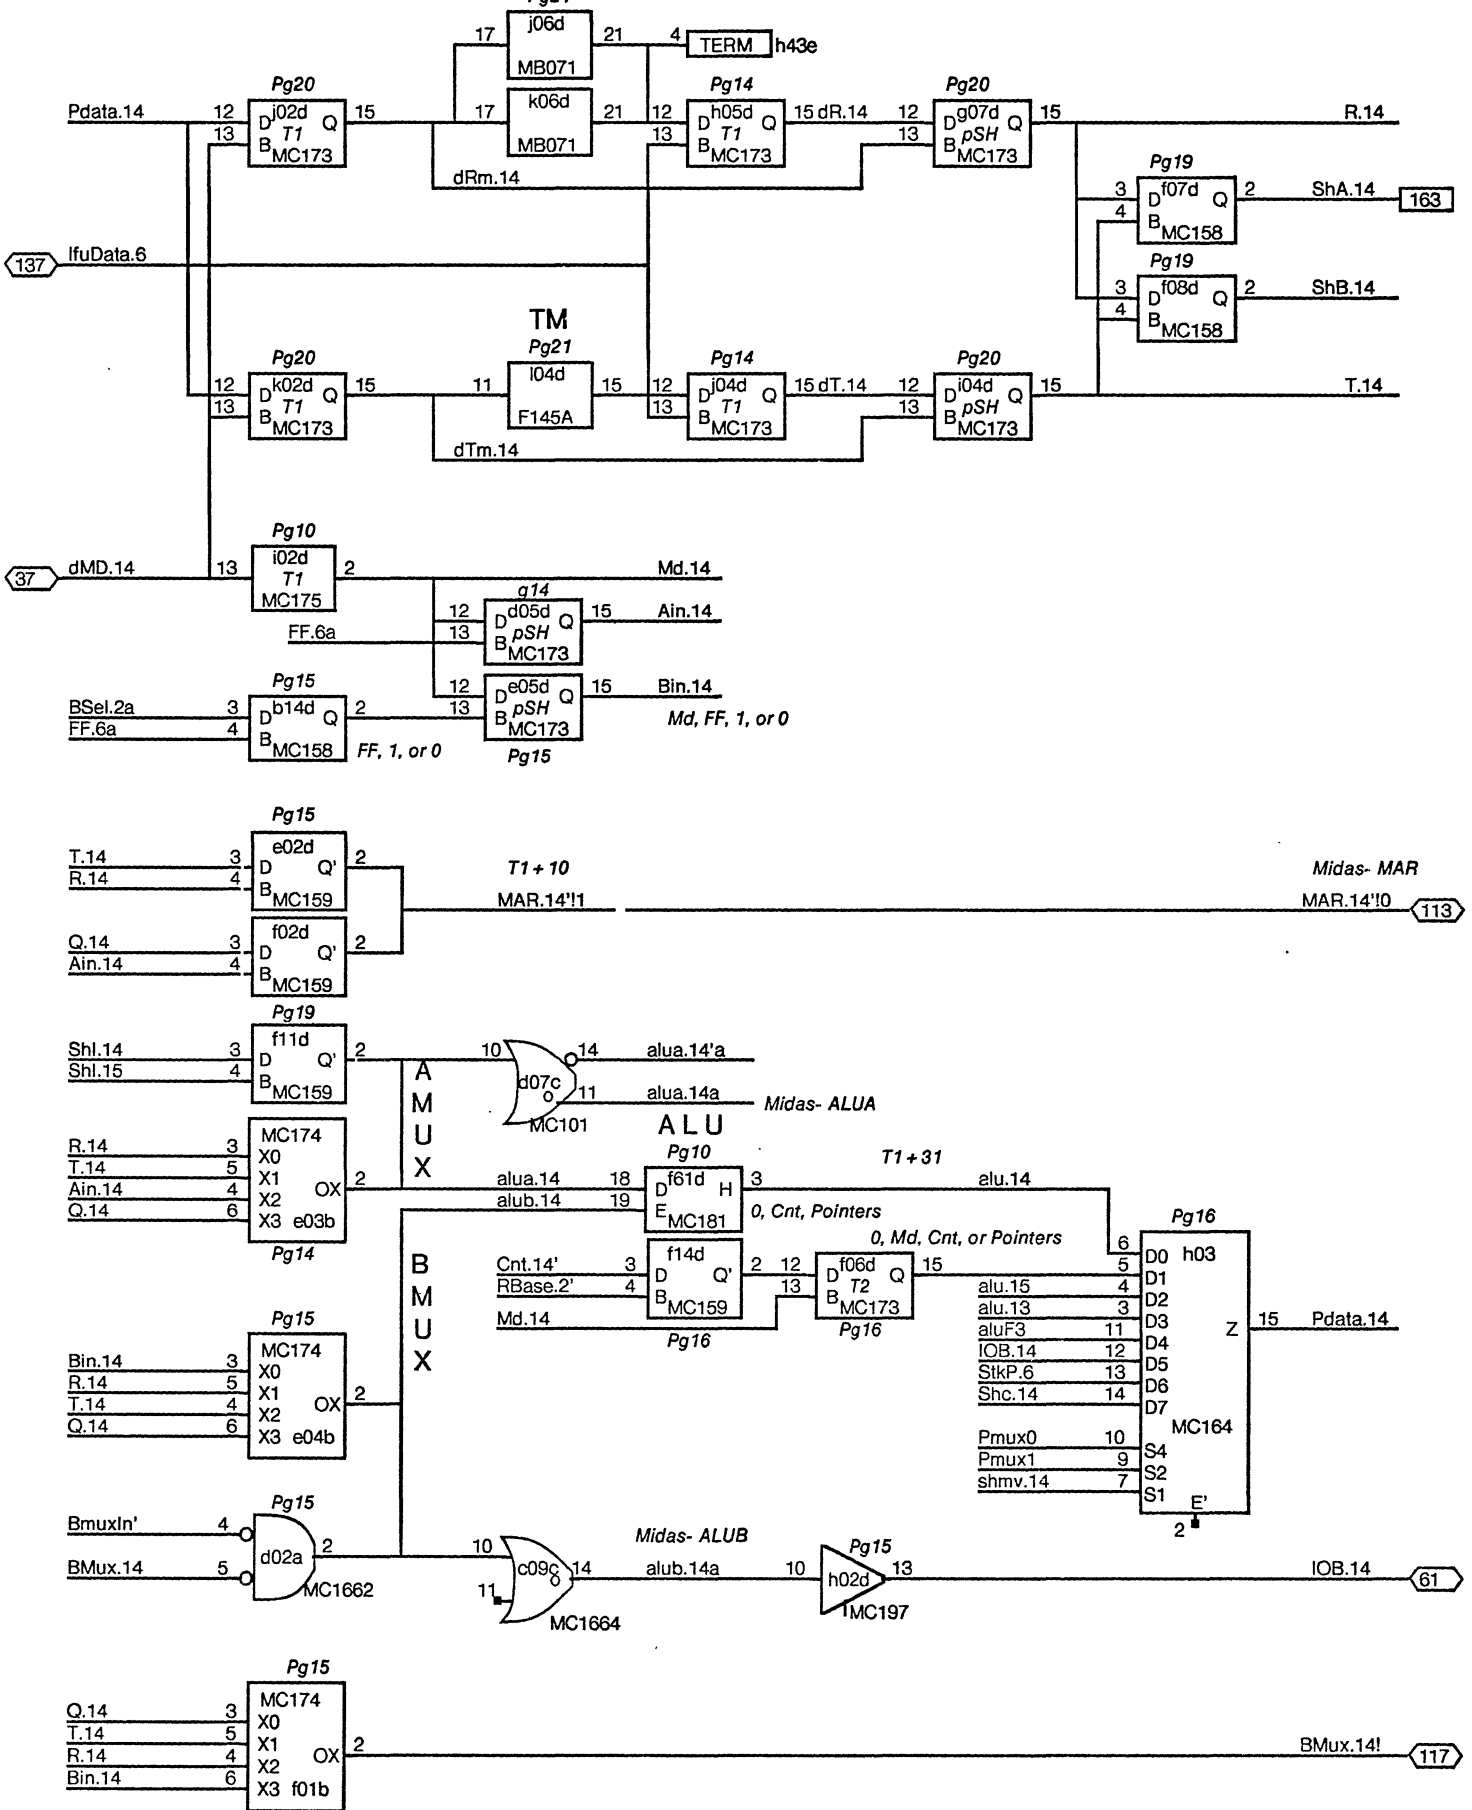 j06d
17 21 4 TERM h43e
MB071
Pg20 k06d Pg14 Pg20
Pdata.14 12 D j02d Q 15 17 21 12 D h05d Q 15 dR.14 12 D g07d Q 15 R.14
13 B T1 MC173 MB071 13 B T1 MC173 13 B pSH MC173
Pg19
dRm.14 3 D f07d Q 2 ShA.14 163
4 B MC158
137 IfuData.6
Pg19
3 D f08d Q 2 ShB.14
4 B MC158
TM
Pg20 Pg21 Pg14 Pg20
12 D k02d Q 15 11 l04d 15 12 D j04d Q 15 dT.14 12 D i04d Q 15 T.14
13 B T1 MC173 F145A 13 B T1 MC173 13 B pSH MC173
dTm.14
Pg10
37 dMD.14 13 i02d T1 MC175 2 Md.14
g14
12 D d05d Q 15 Ain.14
FF.6a 13 B pSH MC173
Pg15
12 D e05d Q 15 Bin.14
BSel.2a 3 D b14d Q 2 13 B pSH MC173 Md, FF, 1, or 0
FF.6a 4 B MC158 FF, 1, or 0 Pg15
Pg15
T.14 3 D e02d Q' 2 T1+10 Midas- MAR
R.14 4 B MC159 MAR.14'!1 MAR.14'!0 113
Q.14 3 D f02d Q' 2
Ain.14 4 B MC159
Pg19
ShI.14 3 D f11d Q' 2 10 14 alua.14'a
ShI.15 4 B MC159 d07c 11 alua.14a Midas- ALUA
MC101
AMUX
ALU
MC174 Pg10 T1+31
R.14 3 X0
T.14 5 X1 OX 2 alua.14 18 D f61d H 3 alu.14
Ain.14 4 X2 alub.14 19 E MC181 0, Cnt, Pointers
Q.14 6 X3 e03b
Pg14
BMUX
0, Md, Cnt, or Pointers Pg16
Cnt.14' 3 D f14d Q' 2 12 D f06d Q 15
RBase.2' 4 B MC159 13 B T2 MC173
Md.14 Pg16 Pg16
6 D0 h03
5 D1
alu.15 4 D2
alu.13 3 D3
aluF3 11 D4 Z 15 Pdata.14
IOB.14 12 D5
StkP.6 13 D6
Shc.14 14 D7
MC164
Pmux0 10 S4
Pmux1 9 S2
shmv.14 7 S1
E'
2
Pg15
MC174
Bin.14 3 X0
R.14 5 X1 OX 2
T.14 4 X2
Q.14 6 X3 e04b
Pg15 Midas- ALUB Pg15
BmuxIn' 4 d02a 2 10 c09c 14 alub.14a 10 h02d 13 IOB.14 61
BMux.14 5 MC1662 11 MC1664 MC197
Pg15
MC174
Q.14 3 X0
T.14 5 X1 OX 2 BMux.14! 117
R.14 4 X2
Bin.14 6 X3 f01b